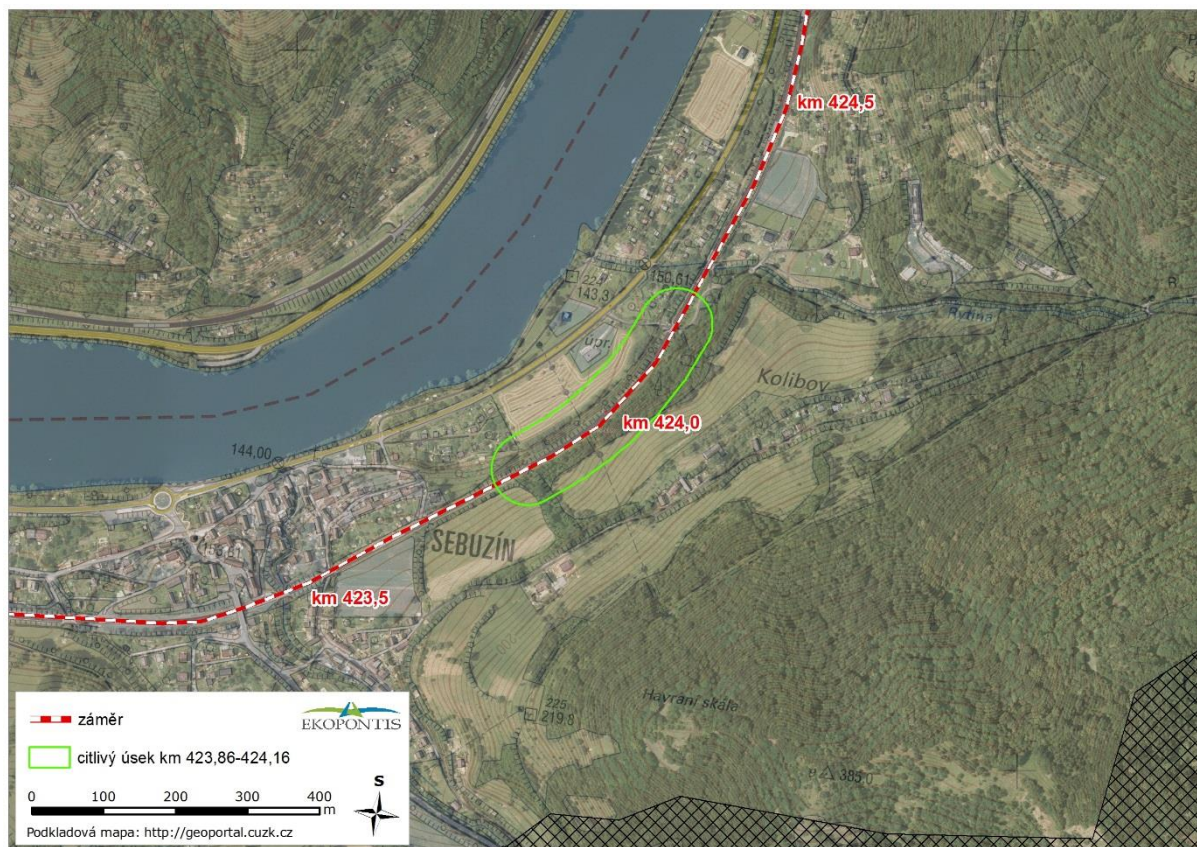 km 424,5
150,61
225
143,3
úpr.
Rytina
Kolibov
km 424,0
144,00
SEBUZÍN
km 423,5
225
219,8
Havraní skála
385,0
záměr
EKOPONTIS
citlivý úsek km 423,86-424,16
S
0 100 200 300 400
m
Podkladová mapa: http://geoportal.cuzk.cz